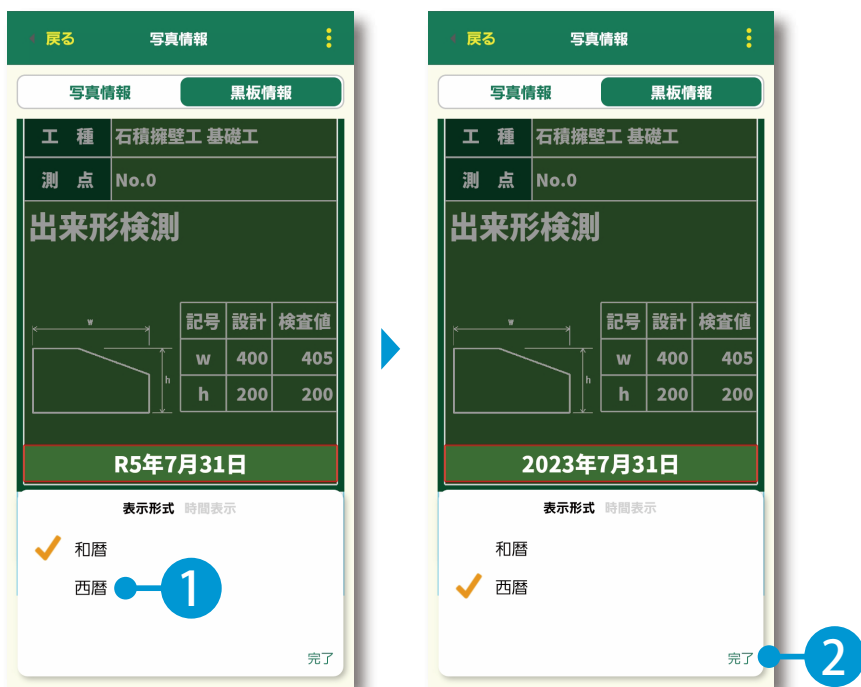 戻る 写真情報
写真情報 黒板情報
工 種 石積擁壁工 基礎工
測 点 No.0
出来形検測
w
h
記号 設計 検査値
w 400 405
h 200 200
R5年7月31日
表示形式 時間表示
和暦
西暦 1
完了
戻る 写真情報
写真情報 黒板情報
工 種 石積擁壁工 基礎工
測 点 No.0
出来形検測
w
h
記号 設計 検査値
w 400 405
h 200 200
2023年7月31日
表示形式 時間表示
和暦
西暦
完了 2